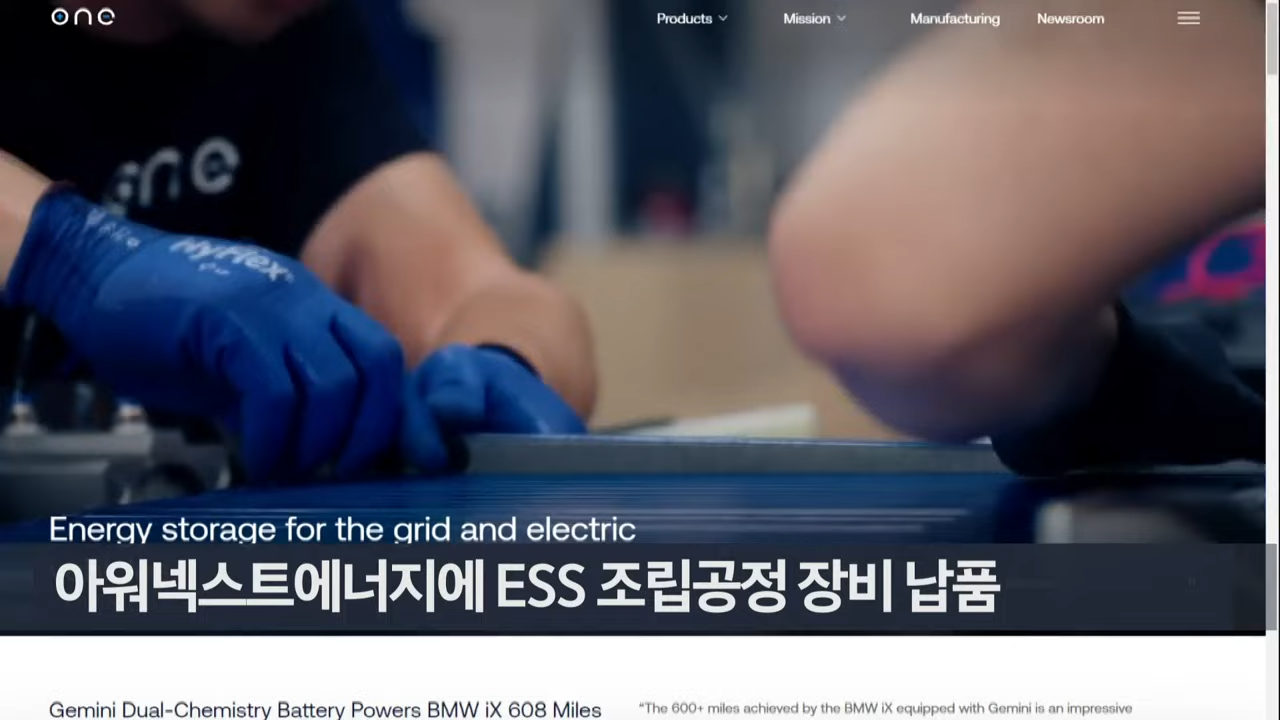 one
Products
Mission
Manufacturing
Newsroom
one
HyFlex
Energy storage for the grid and electric
아워넥스트에너지에 ESS 조립공정 장비 납품
Gemini Dual-Chemistry Battery Powers BMW iX 608 Miles
“The 600+ miles achieved by the BMW iX equipped with Gemini is an impressive